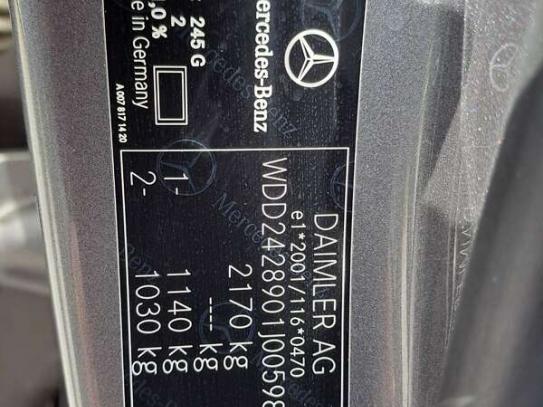 DAIMLER AG
e1*2001/116*0470
WDD2428901J00598
2170 kg
---- kg
1- 1140 kg
2- 1030 kg
Mercedes-Benz
245 G
2
,0 %
in Germany
A 007 817 14 20